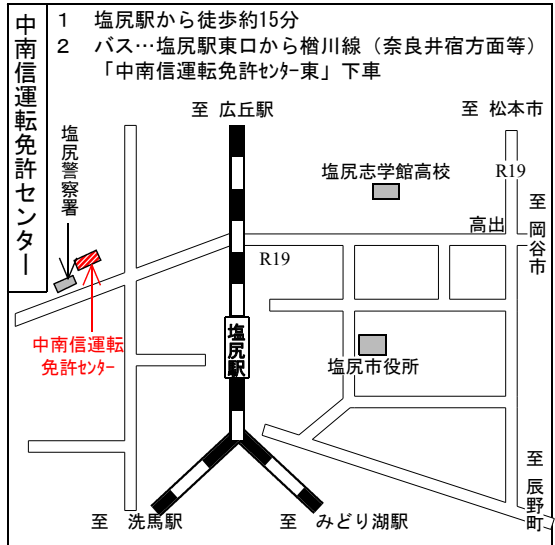 中南信運転免許センター
1　塩尻駅から徒歩約15分
2　バス…塩尻駅東口から楢川線（奈良井宿方面等）
「中南信運転免許ｾﾝﾀｰ東」下車
至 広丘駅
至 松本市
塩尻警察署
塩尻志学館高校
R19
至 岡谷市
高出
R19
中南信運転
免許ｾﾝﾀｰ
塩尻駅
塩尻市役所
至 辰野町
至 洗馬駅
至 みどり湖駅